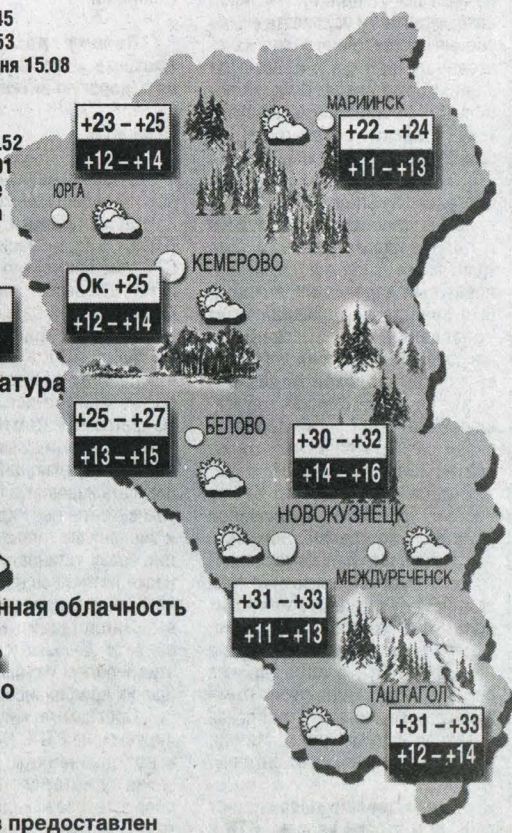 45
53
ня 15.08
МАРИИНСК
+23 – +25
+12 – +14
+22 – +24
+11 – +13
.52
01
е
ЮРГА
КЕМЕРОВО
Ок. +25
+12 – +14
атура
+25 – +27
+13 – +15
БЕЛОВО
+30 – +32
+14 – +16
НОВОКУЗНЕЦК
МЕЖДУРЕЧЕНСК
нная облачность
+31 – +33
+11 – +13
о
ТАШТАГОЛ
+31 – +33
+12 – +14
в предоставлен